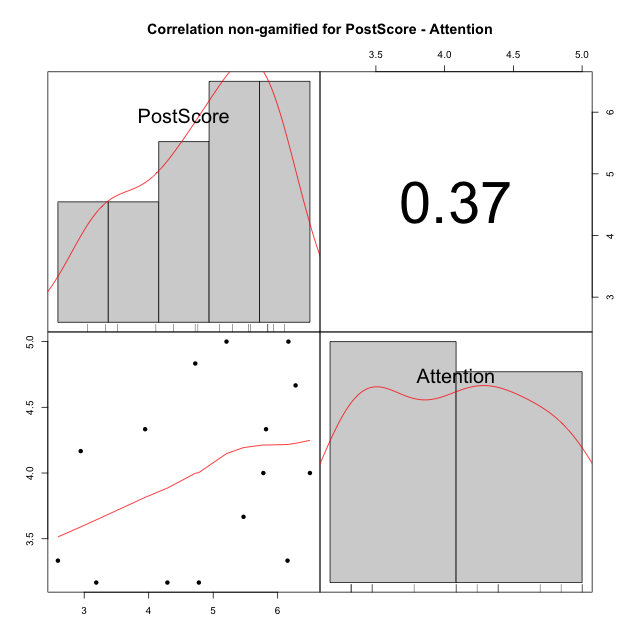 Correlation non-gamified for PostScore - Attention
3.5 4.0 4.5 5.0
PostScore
0.37
6
5
4
3
5.0
4.5
4.0
3.5
Attention
3 4 5 6